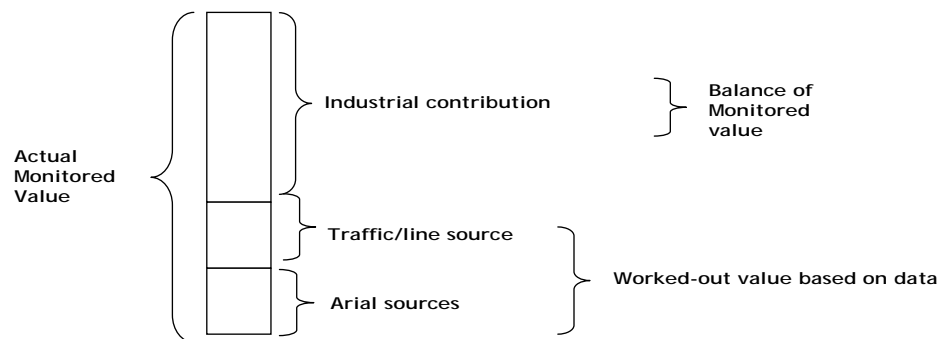 Industrial contribution
Balance of
Monitored
value
Actual
Monitored
Value
Traffic/line source
Worked-out value based on data
Arial sources